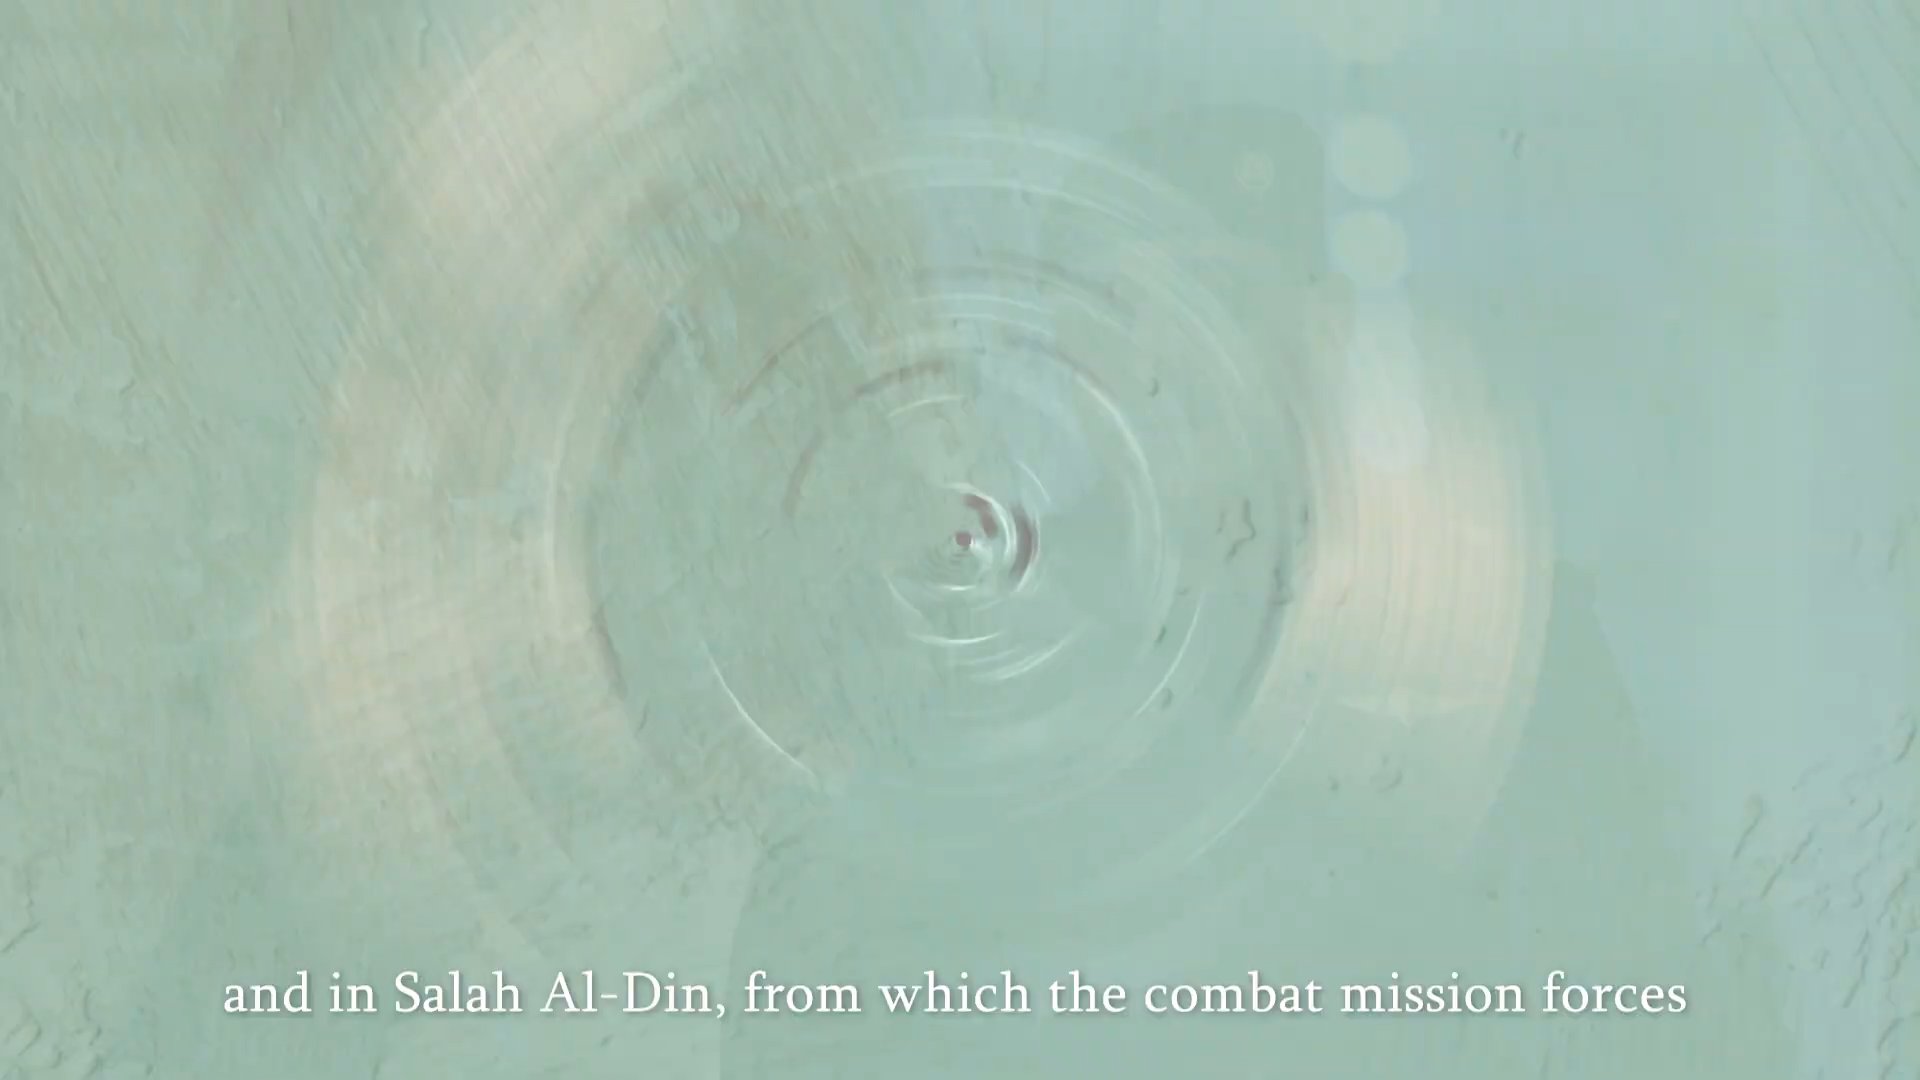 and in Salah Al-Din, from which the combat mission forces